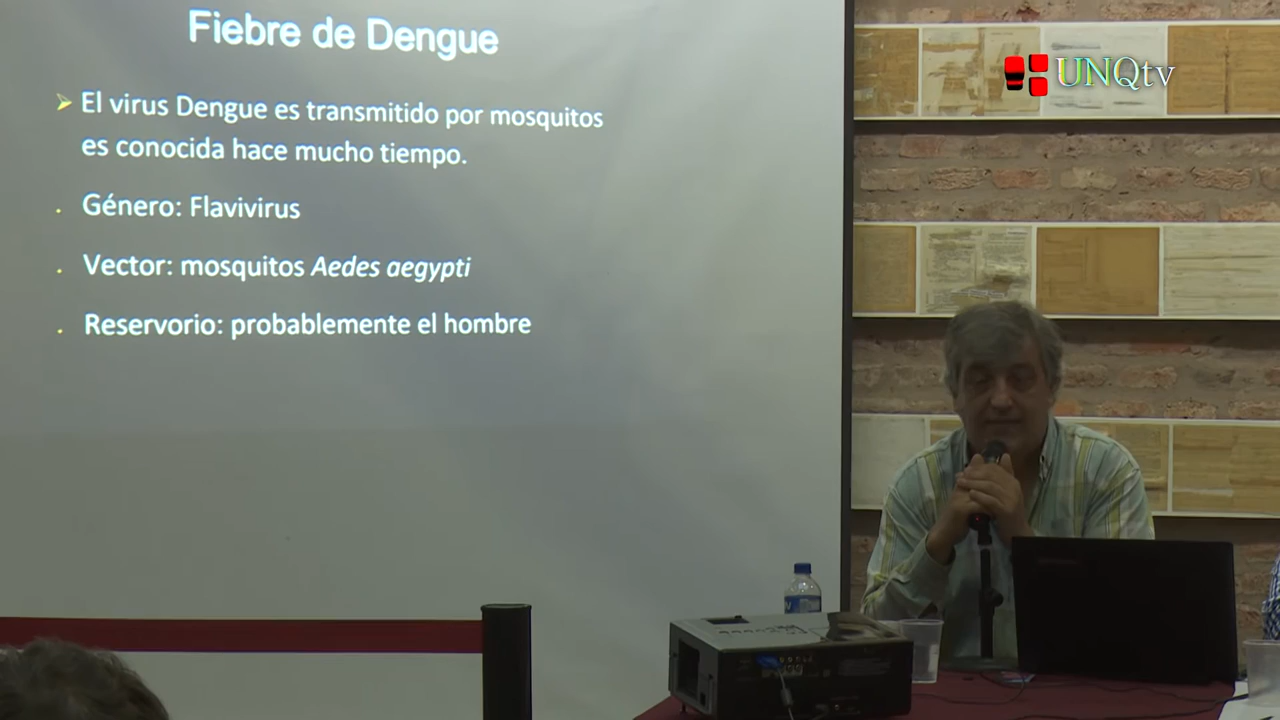 Fiebre de Dengue
UNQtv
➢ El virus Dengue es transmitido por mosquitos
es conocida hace mucho tiempo.
. Género: Flavivirus
. Vector: mosquitos Aedes aegypti
. Reservorio: probablemente el hombre